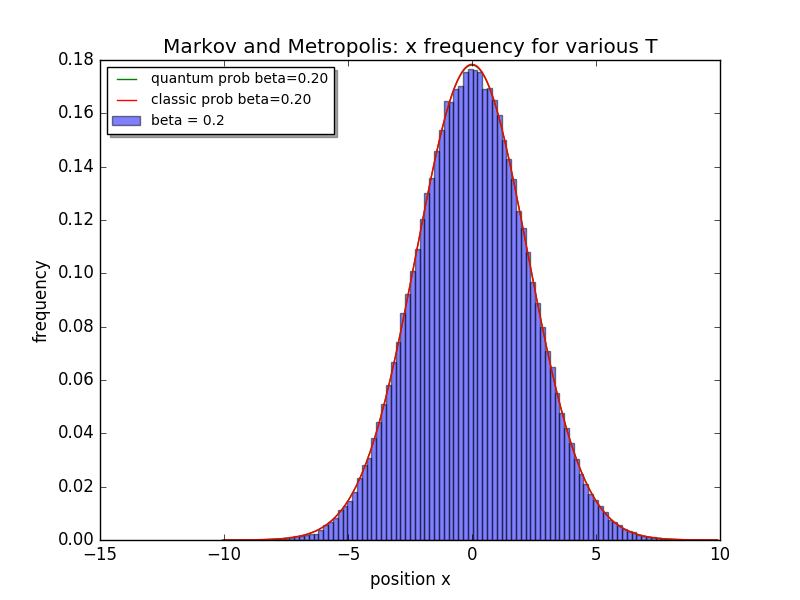 Markov and Metropolis: x frequency for various T
quantum prob beta=0.20
classic prob beta=0.20
beta = 0.2
frequency
0.18
0.16
0.14
0.12
0.10
0.08
0.06
0.04
0.02
0.00
−15 −10 −5 0 5 10
position x